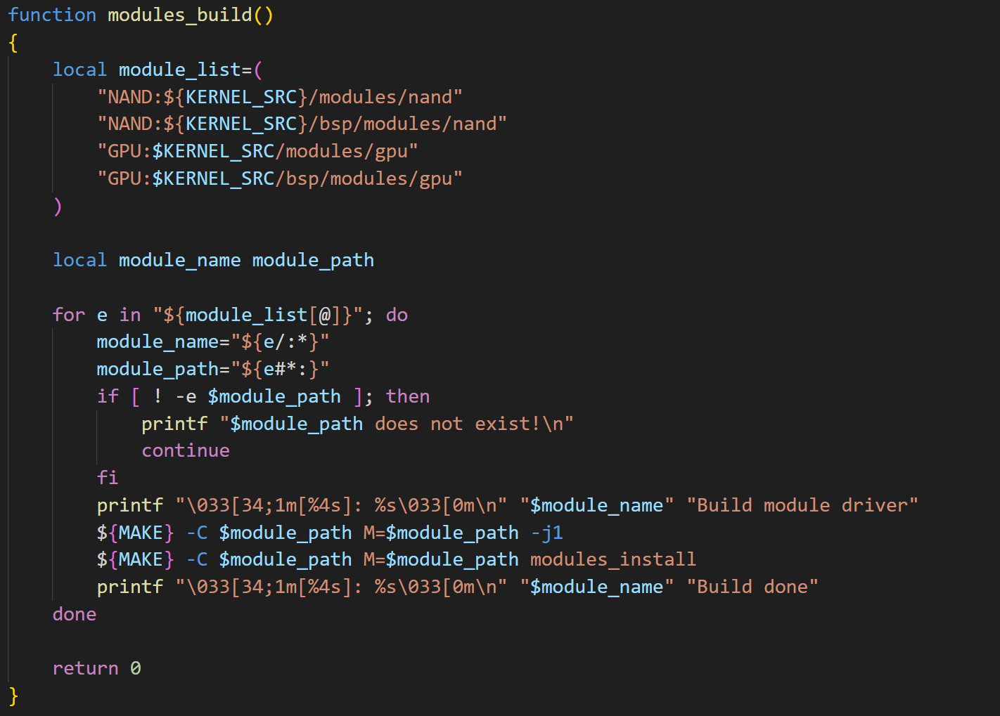 function modules_build()
{
    local module_list=(
        "NAND:${KERNEL_SRC}/modules/nand"
        "NAND:${KERNEL_SRC}/bsp/modules/nand"
        "GPU:$KERNEL_SRC/modules/gpu"
        "GPU:$KERNEL_SRC/bsp/modules/gpu"
    )

    local module_name module_path

    for e in "${module_list[@]}"; do
        module_name="${e/:*}"
        module_path="${e#*:}"
        if [ ! -e $module_path ]; then
            printf "$module_path does not exist!\n"
            continue
        fi
        printf "\033[34;1m[%4s]: %s\033[0m\n" "$module_name" "Build module driver"
        ${MAKE} -C $module_path M=$module_path -j1
        ${MAKE} -C $module_path M=$module_path modules_install
        printf "\033[34;1m[%4s]: %s\033[0m\n" "$module_name" "Build done"
    done

    return 0
}